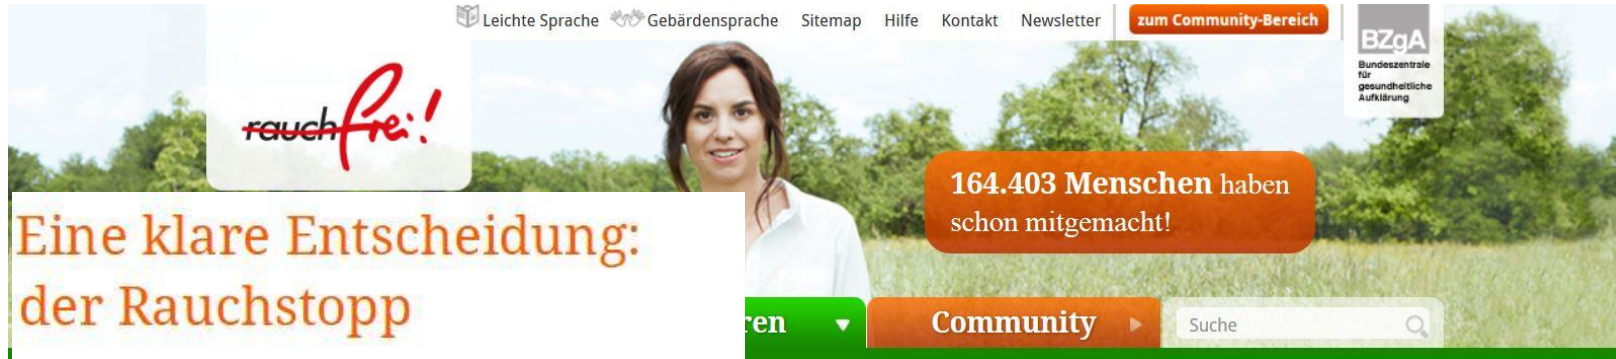 Leichte Sprache Gebärdensprache Sitemap Hilfe Kontakt Newsletter zum Community-Bereich
BZgA
Bundeszentrale
für
gesundheitliche
Aufklärung
rauchfrei!
164.403 Menschen haben
schon mitgemacht!
Eine klare Entscheidung:
der Rauchstopp
ren Community Suche